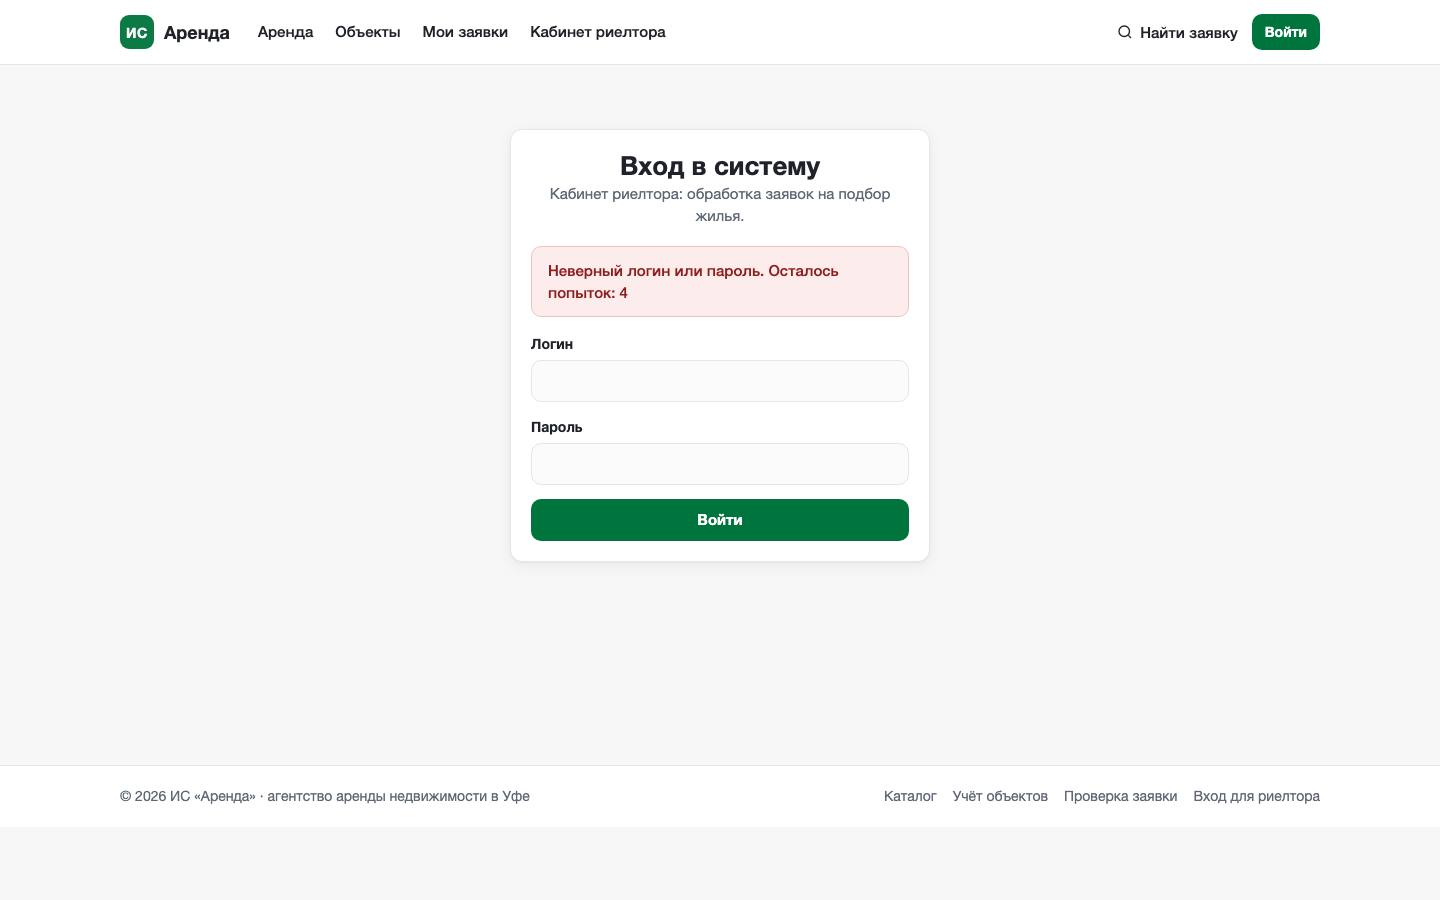 ИС Аренда Аренда Объекты Мои заявки Кабинет риелтора Найти заявку Войти
Вход в систему
Кабинет риелтора: обработка заявок на подбор
жилья.
Неверный логин или пароль. Осталось
попыток: 4
Логин
Пароль
Войти
© 2026 ИС «Аренда» · агентство аренды недвижимости в Уфе Каталог Учёт объектов Проверка заявки Вход для риелтора